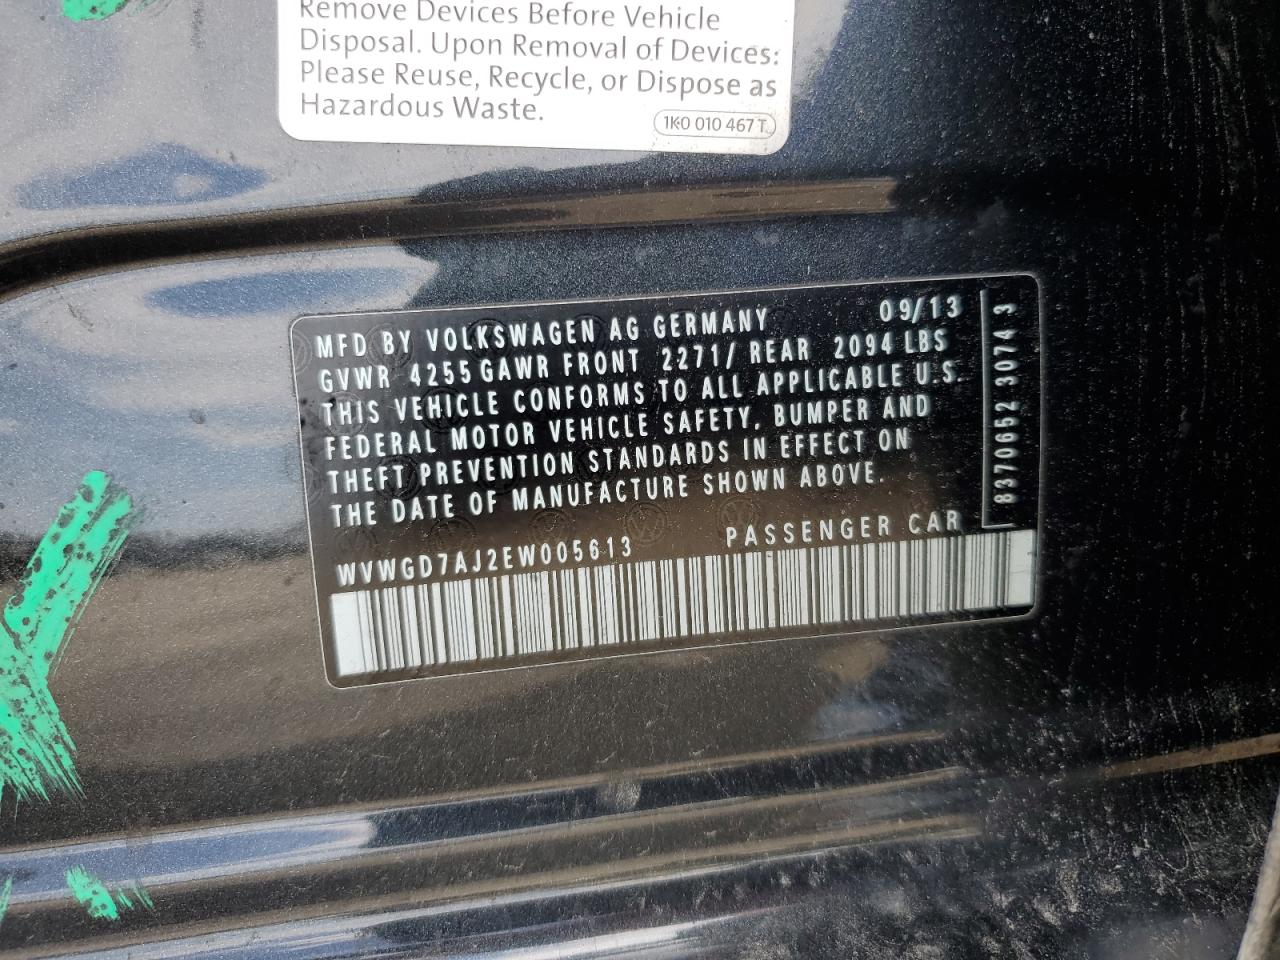 Remove Devices Before Vehicle
Disposal. Upon Removal of Devices:
Please Reuse, Recycle, or Dispose as
Hazardous Waste.
1K0 010 467 T
MFD BY VOLKSWAGEN AG GERMANY 09/13
GVWR 4255 GAWR FRONT 2271/ REAR 2094 LBS
THIS VEHICLE CONFORMS TO ALL APPLICABLE U.S.
FEDERAL MOTOR VEHICLE SAFETY, BUMPER AND
THEFT PREVENTION STANDARDS IN EFFECT ON
THE DATE OF MANUFACTURE SHOWN ABOVE.
WVWGD7AJ2EW005613 PASSENGER CAR
8370652 3074 3